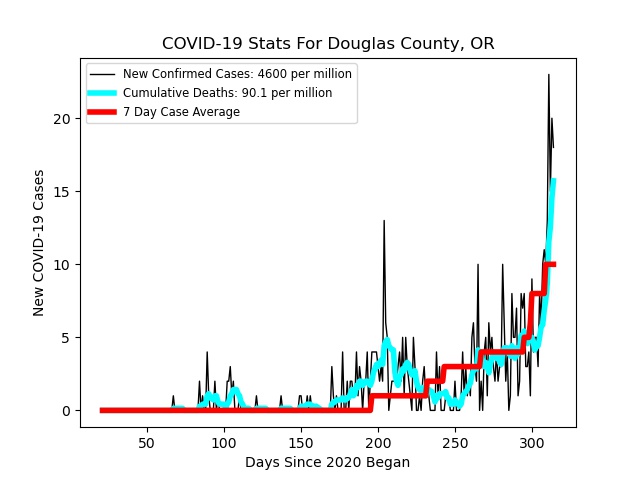 COVID-19 Stats For Douglas County, OR
New Confirmed Cases: 4600 per million
Cumulative Deaths: 90.1 per million
7 Day Case Average
New COVID-19 Cases
20
15
10
5
0
50 100 150 200 250 300
Days Since 2020 Began